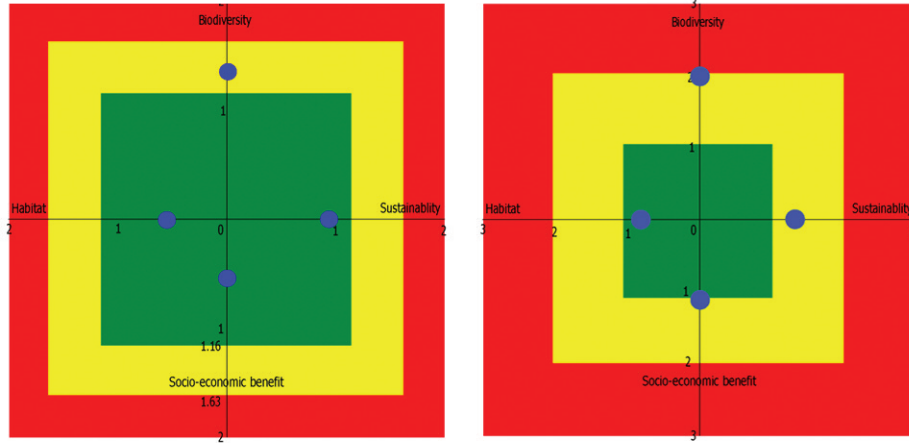 2
Biodiversity
1
Habitat
Sustainablity
2
1
0
1
2
1
1.16
Socio-economic benefit
1.63
2
3
Biodiversity
2
1
Habitat
Sustainablity
3
2
1
0
1
2
Socio-economic benefit
3